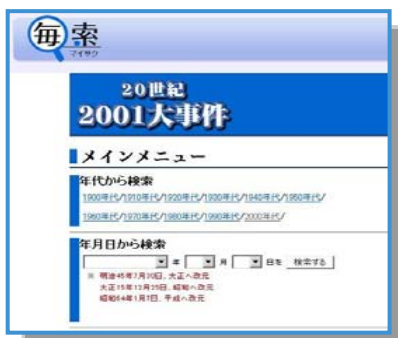 毎索
マイサク
20世紀
2001大事件
メインメニュー
年代から検索
1900年代/1910年代/1920年代/1930年代/1940年代/1950年代/
1960年代/1970年代/1980年代/1990年代/2000年代/
年月日から検索
年 月 日を 検索する
※ 明治45年7月30日、大正へ改元
大正15年12月25日、昭和へ改元
昭和64年1月7日、平成へ改元